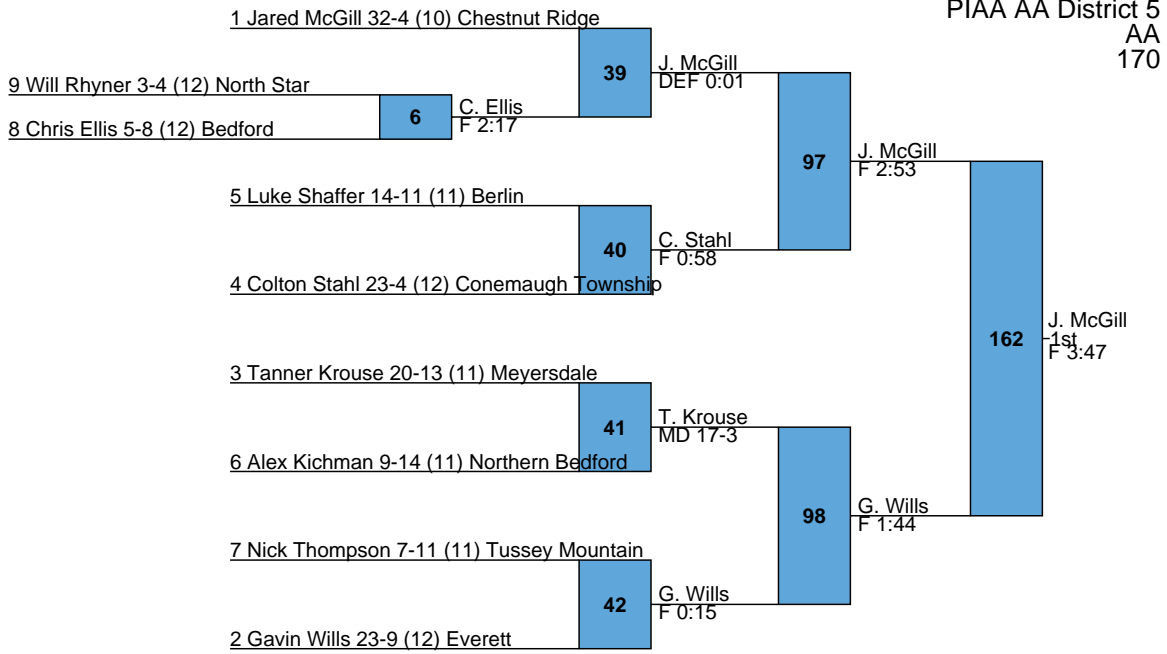 PIAA AA District 5
AA
170
1 Jared McGill 32-4 (10) Chestnut Ridge
39
J. McGill
DEF 0:01
9 Will Rhyner 3-4 (12) North Star
6
C. Ellis
F 2:17
8 Chris Ellis 5-8 (12) Bedford
97
J. McGill
F 2:53
5 Luke Shaffer 14-11 (11) Berlin
40
C. Stahl
F 0:58
4 Colton Stahl 23-4 (12) Conemaugh Township
162
J. McGill
1st
F 3:47
3 Tanner Krouse 20-13 (11) Meyersdale
41
T. Krouse
MD 17-3
6 Alex Kichman 9-14 (11) Northern Bedford
98
G. Wills
F 1:44
7 Nick Thompson 7-11 (11) Tussey Mountain
42
G. Wills
F 0:15
2 Gavin Wills 23-9 (12) Everett